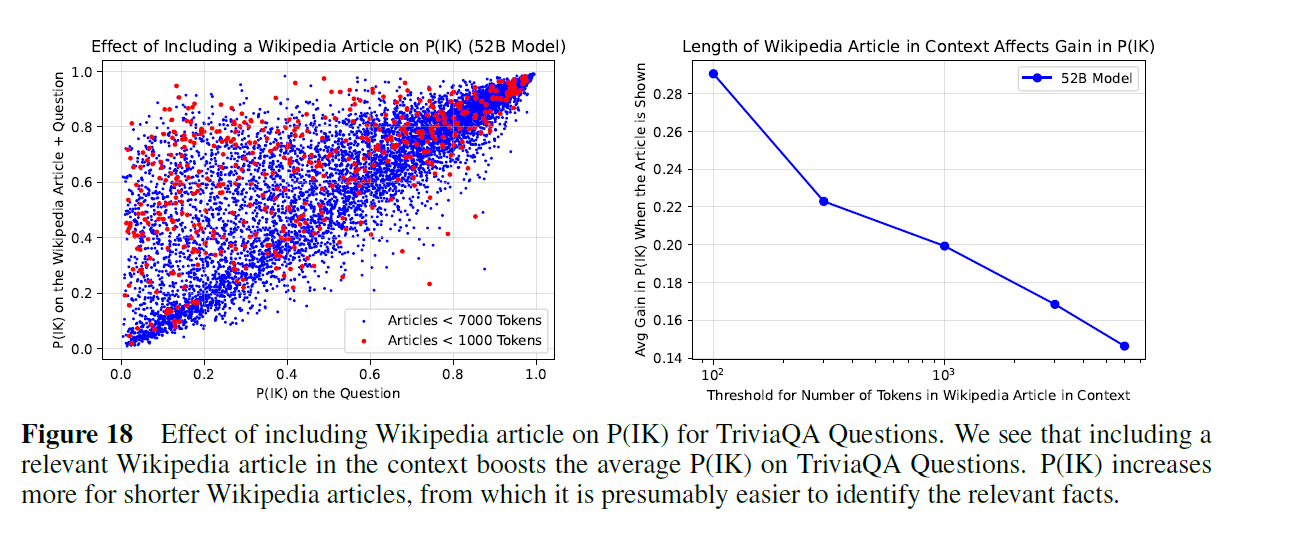 Effect of Including a Wikipedia Article on P(IK) (52B Model)
P(IK) on the Wikipedia Article + Question
1.0
0.8
0.6
0.4
0.2
0.0
Articles < 7000 Tokens
Articles < 1000 Tokens
0.0 0.2 0.4 0.6 0.8 1.0
P(IK) on the Question
Length of Wikipedia Article in Context Affects Gain in P(IK)
Avg Gain in P(IK) When the Article is Shown
52B Model
0.28
0.26
0.24
0.22
0.20
0.18
0.16
0.14
10² 10³
Threshold for Number of Tokens in Wikipedia Article in Context
Figure 18 Effect of including Wikipedia article on P(IK) for TriviaQA Questions. We see that including a
relevant Wikipedia article in the context boosts the average P(IK) on TriviaQA Questions. P(IK) increases
more for shorter Wikipedia articles, from which it is presumably easier to identify the relevant facts.